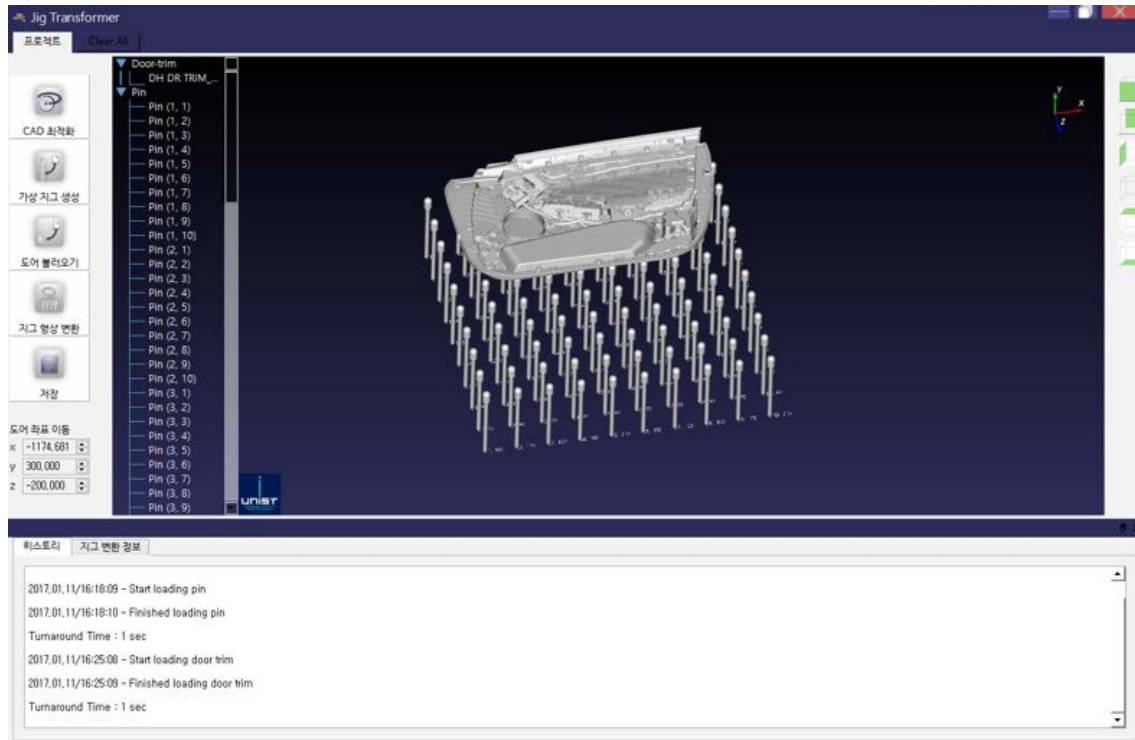 Jig Transformer
프로젝트
Clear All
CAD 최적화
가상 지그 생성
도어 불러오기
지그 형상 변환
저장
도어 좌표 이동
x -1174,681
y 300,000
z -200,000
Door-trim
DH DR TRIM_...
Pin
Pin (1, 1)
Pin (1, 2)
Pin (1, 3)
Pin (1, 4)
Pin (1, 5)
Pin (1, 6)
Pin (1, 7)
Pin (1, 8)
Pin (1, 9)
Pin (1, 10)
Pin (2, 1)
Pin (2, 2)
Pin (2, 3)
Pin (2, 4)
Pin (2, 5)
Pin (2, 6)
Pin (2, 7)
Pin (2, 8)
Pin (2, 9)
Pin (2, 10)
Pin (3, 1)
Pin (3, 2)
Pin (3, 3)
Pin (3, 4)
Pin (3, 5)
Pin (3, 6)
Pin (3, 7)
Pin (3, 8)
Pin (3, 9)
UNIST
Y
X
Z
히스토리
지그 변환 정보
2017,01,11/16:18:09 - Start loading pin
2017,01,11/16:18:10 - Finished loading pin
Turnaround Time : 1 sec
2017,01,11/16:25:08 - Start loading door trim
2017,01,11/16:25:09 - Finished loading door trim
Turnaround Time : 1 sec